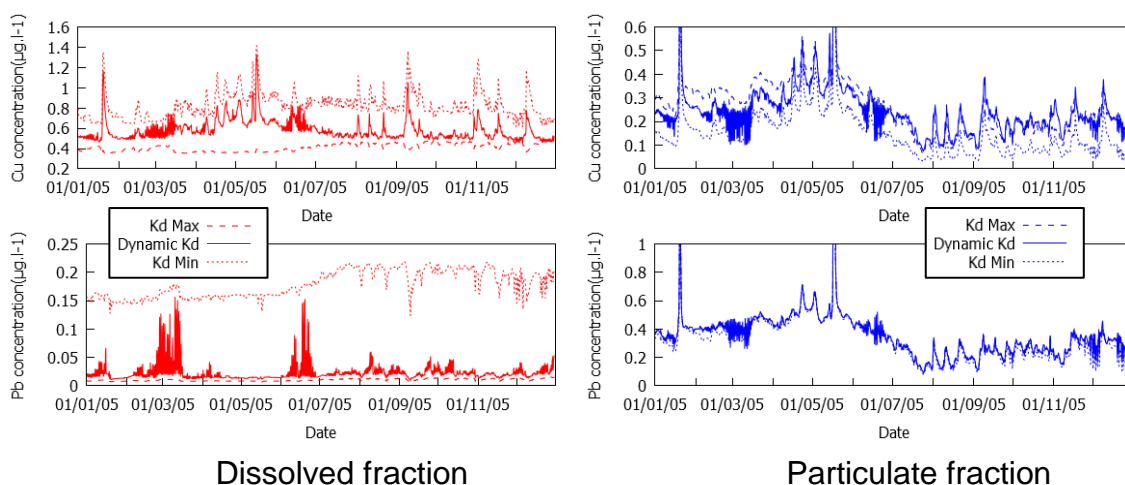 Cu concentration(µg.l-1)
1.6
1.4
1.2
1
0.8
0.6
0.4
0.2
01/01/05 01/03/05 01/05/05 01/07/05 01/09/05 01/11/05
Date
Cu concentration(µg.l-1)
0.6
0.5
0.4
0.3
0.2
0.1
0
01/01/05 01/03/05 01/05/05 01/07/05 01/09/05 01/11/05
Date
Kd Max
Dynamic Kd
Kd Min
Pb concentration(µg.l-1)
0.25
0.2
0.15
0.1
0.05
0
01/01/05 01/03/05 01/05/05 01/07/05 01/09/05 01/11/05
Date
Kd Max
Dynamic Kd
Kd Min
Pb concentration(µg.l-1)
1
0.8
0.6
0.4
0.2
0
01/01/05 01/03/05 01/05/05 01/07/05 01/09/05 01/11/05
Date
Dissolved fraction
Particulate fraction